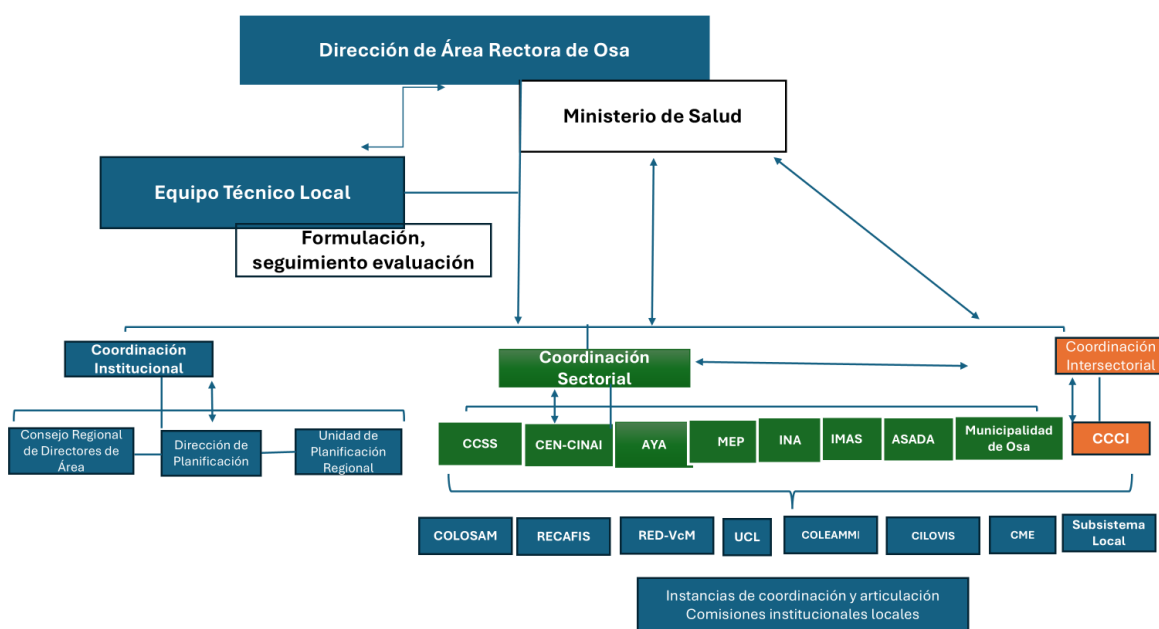 Dirección de Área Rectora de Osa
Ministerio de Salud
Equipo Técnico Local
Formulación,
seguimiento evaluación
Coordinación
Institucional
Coordinación
Sectorial
Coordinación
Intersectorial
Consejo Regional
de Directores de
Área
Dirección de
Planificación
Unidad de
Planificación
Regional
CCSS
CEN-CINAI
AYA
MEP
INA
IMAS
ASADA
Municipalidad
de Osa
CCCI
COLOSAM
RECAFIS
RED-VcM
UCL
COLEAMMI
CILOVIS
CME
Subsistema
Local
Instancias de coordinación y articulación
Comisiones institucionales locales